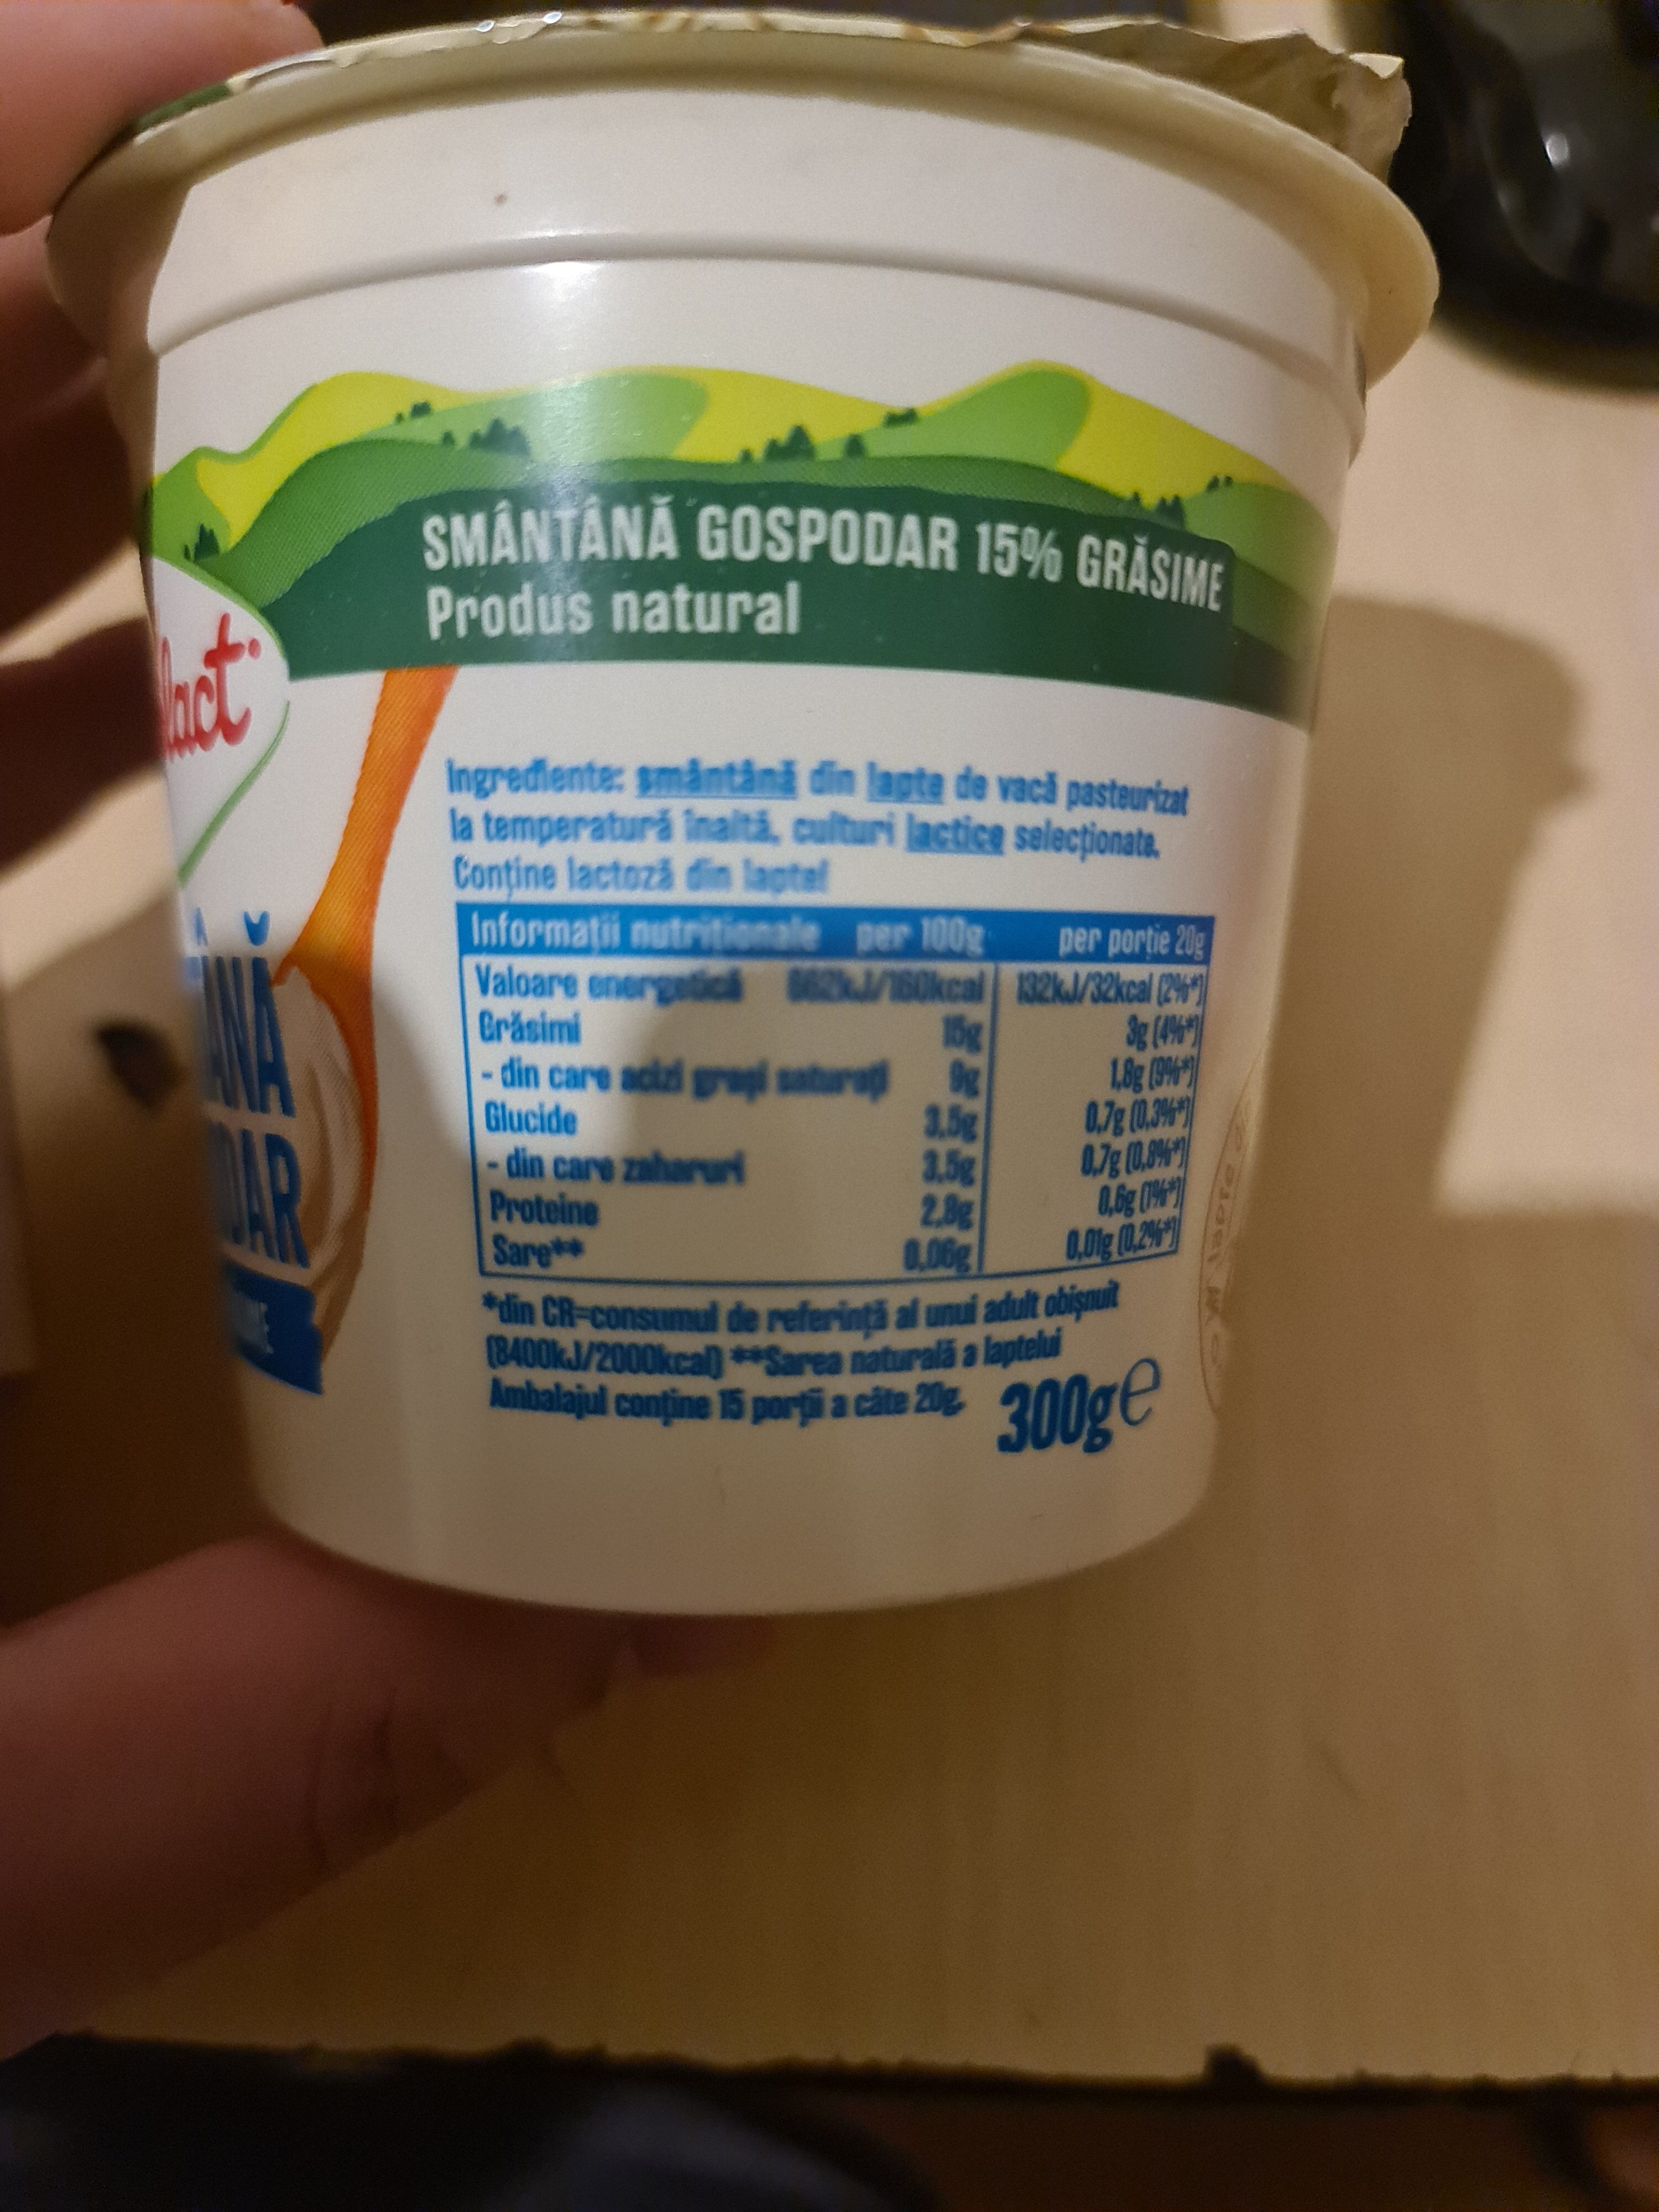 SMÂNTÂNĂ GOSPODAR 15% GRĂSIME
Produs natural
lact
Ingrediente: smântână din lapte de vacă pasteurizat
la temperatură înaltă, culturi lactice selecționate.
Conține lactoză din lapte!
Informații nutriționale per 100g per porție 20g
Valoare energetică 662kJ/160kcal 132kJ/32kcal (2%*)
Grăsimi 15g 3g (4%*)
- din care acizi grași saturați 9g 1,8g (9%*)
Glucide 3,5g 0,7g (0,3%*)
- din care zaharuri 3,5g 0,7g (0,8%*)
Proteine 2,8g 0,6g (1%*)
Sare** 0,06g 0,01g (0,2%*)
*din CR=consumul de referință al unui adult obișnuit
(8400kJ/2000kcal) **Sarea naturală a laptelui
Ambalajul conține 15 porții a câte 20g.
300g e